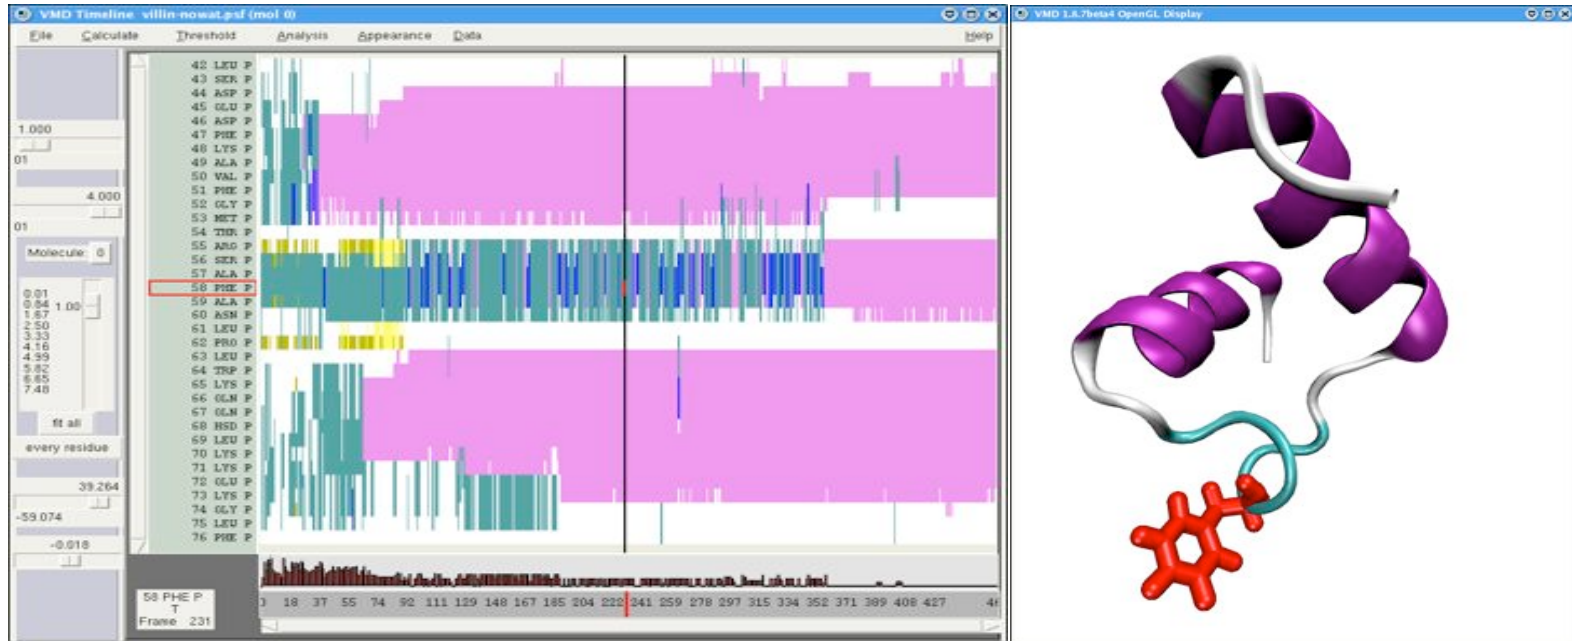 VMD Timeline villin-nowat.psf (mol 0)
File Calculate Threshold Analysis Appearance Data Help
42 LEU P
43 SER P
44 ASP P
45 GLU P
46 ASP P
47 PHE P
48 LYS P
49 ALA P
50 VAL P
51 PHE P
52 GLY P
53 MET P
54 THR P
55 ARG P
56 SER P
57 ALA P
58 PHE P
59 ALA P
60 ASN P
61 LEU P
62 PRO P
63 LEU P
64 TRP P
65 LYS P
66 GLN P
67 GLN P
68 HSD P
69 LEU P
70 LYS P
71 LYS P
72 GLU P
73 LYS P
74 GLY P
75 LEU P
76 PHE P
1.000
01
4.000
01
Molecule: 0
0.01
0.84
1.67
2.50
3.33
4.16
4.99
5.82
6.65
7.48
1.00
fit all
every residue
39.264
-59.074
-0.018
58 PHE P
T
Frame 231
18 37 55 74 92 111 129 148 167 185 204 222 241 259 278 297 315 334 352 371 389 408 427
VMD 1.8.7beta4 OpenGL Display